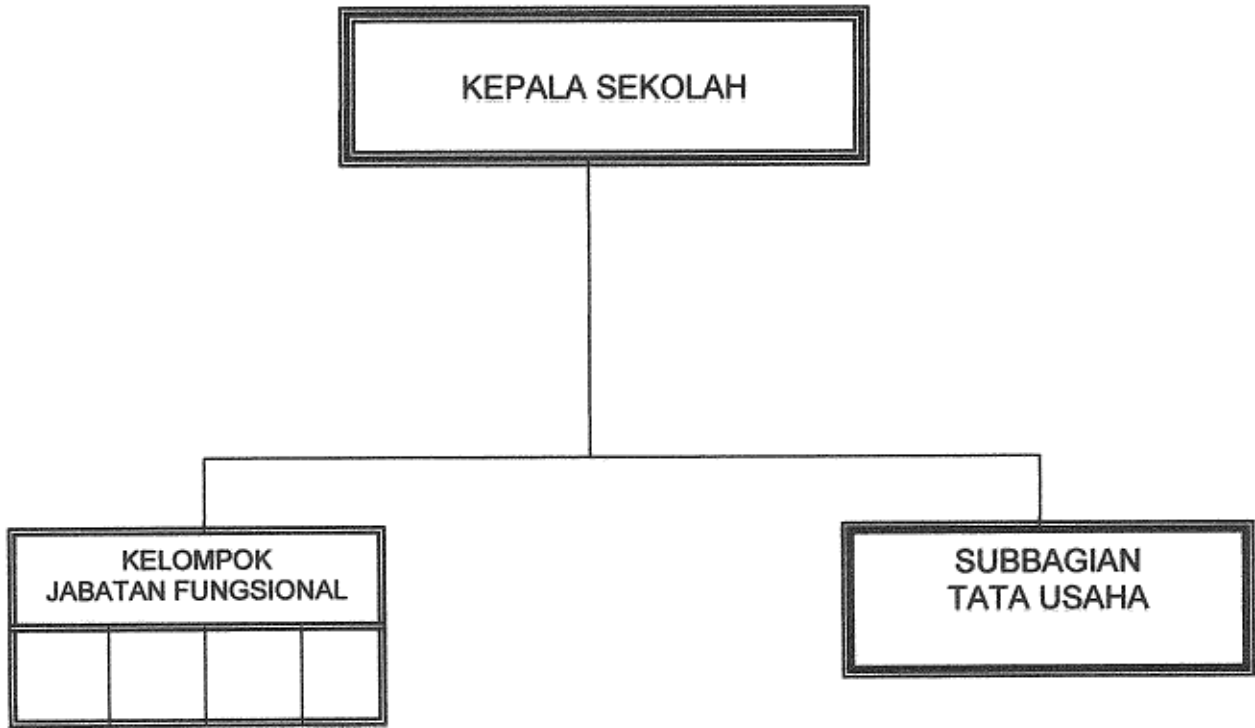 KEPALA SEKOLAH
KELOMPOK
JABATAN FUNGSIONAL
SUBBAGIAN
TATA USAHA